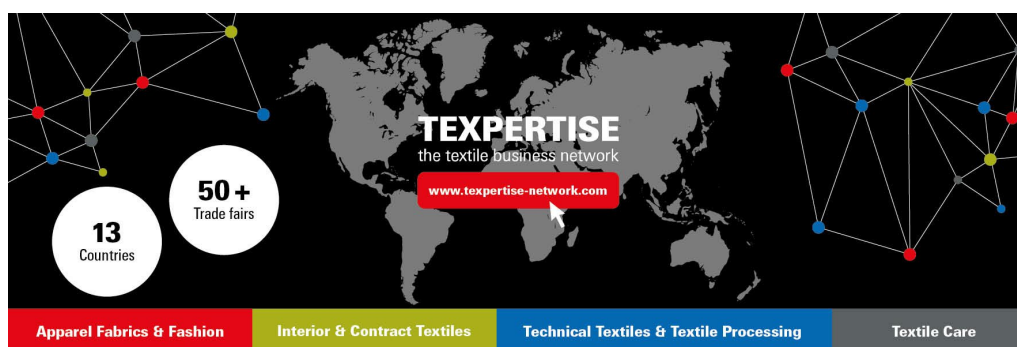 TEXPERTISE
the textile business network
www.texpertise-network.com
50 +
Trade fairs
13
Countries
Apparel Fabrics & Fashion
Interior & Contract Textiles
Technical Textiles & Textile Processing
Textile Care